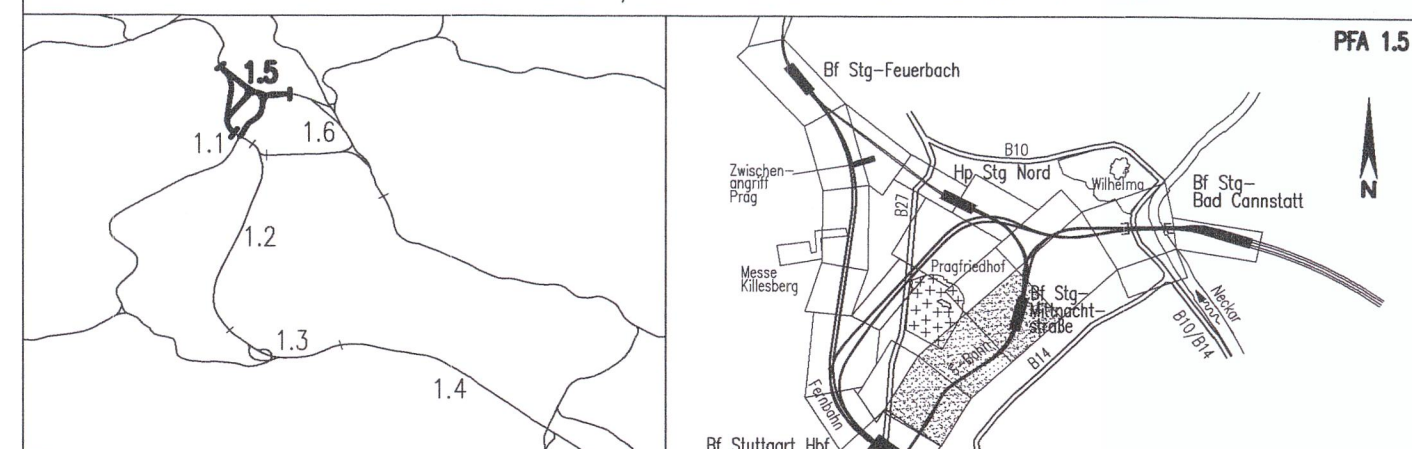 1.5
1.1
1.6
1.2
1.3
1.4
PFA 1.5
Bf Stg-Feuerbach
Zwischen-
angriff
Prag
B10
Hp Stg Nord
Wilhelma
Bf Stg-
Bad Cannstatt
N
B27
Messe
Killesberg
Pragfriedhof
Bf Stg-
Mittnacht-
straße
S-Bahn
Neckar
B10/B14
B14
Fernbahn
Bf Stuttgart Hbf